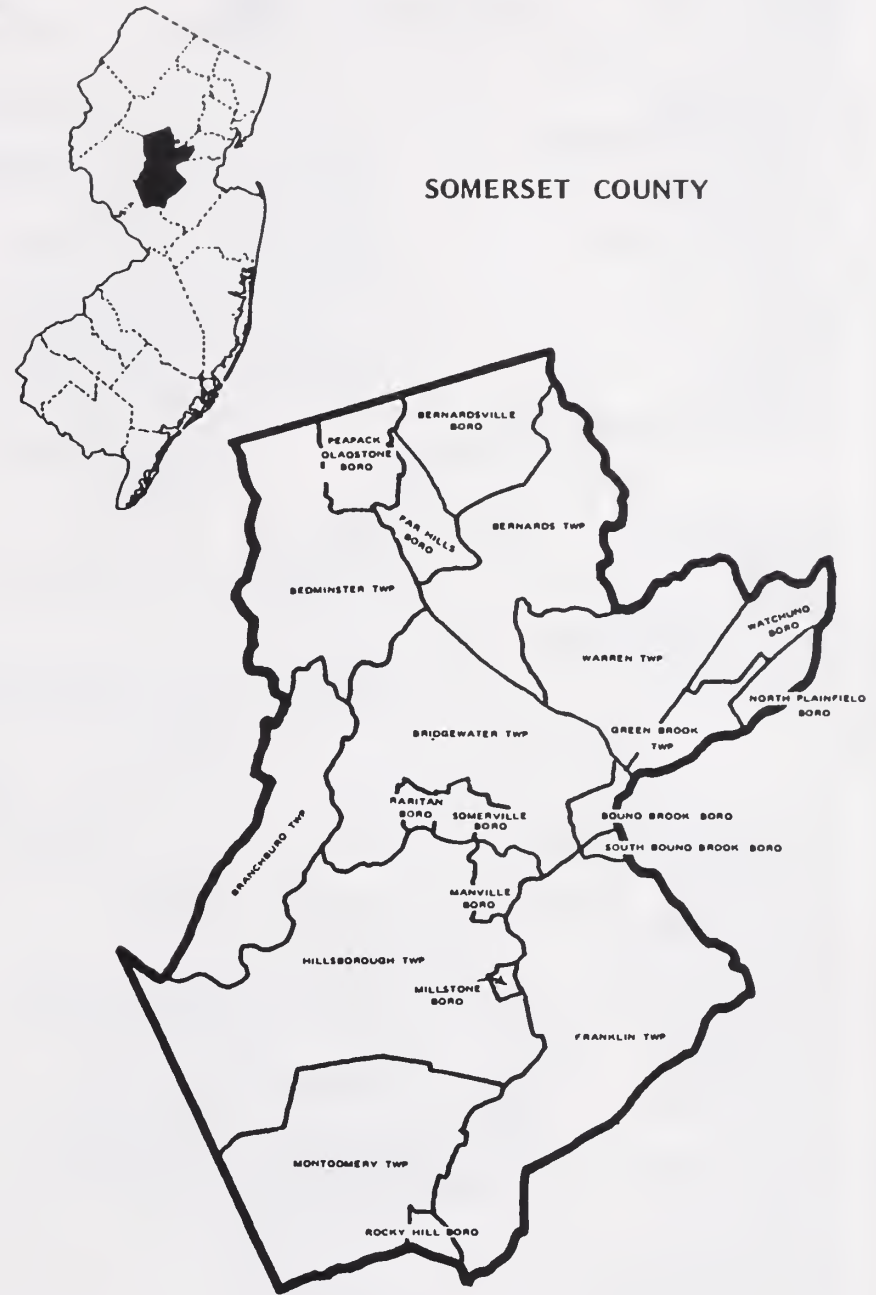 SOMERSET COUNTY
BERNARDSVILLE
BORO
PEAPACK
GLADSTONE
BORO
FAR HILLS
BORO
BERNARDS TWP
BEDMINSTER TWP
WATCHUNG
BORO
WARREN TWP
NORTH PLAINFIELD
BORO
GREEN BROOK
TWP
BRIDGEWATER TWP
RARITAN
BORO
SOMERVILLE
BORO
BOUND BROOK BORO
SOUTH BOUND BROOK BORO
BRANCHBURG TWP
MANVILLE
BORO
HILLSBOROUGH TWP
MILLSTONE
BORO
FRANKLIN TWP
MONTGOMERY TWP
ROCKY HILL BORO